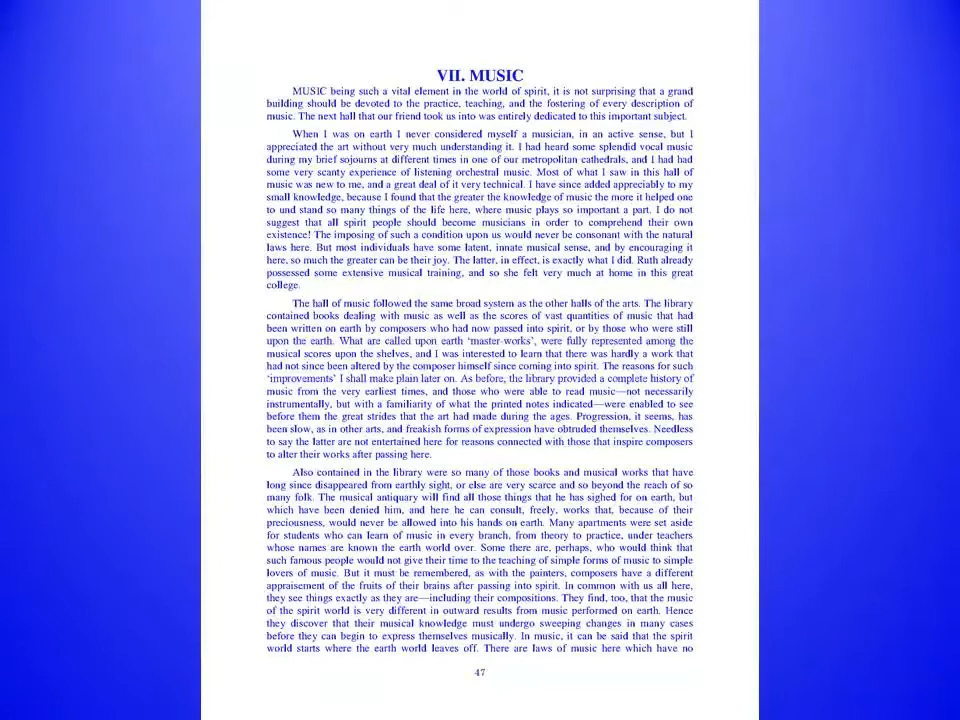 VII. MUSIC
MUSIC being such a vital element in the world of spirit, it is not surprising that a grand
building should be devoted to the practice, teaching, and the fostering of every description of
music. The next hall that our friend took us into was entirely dedicated to this important subject.
When I was on earth I never considered myself a musician, in an active sense, but I
appreciated the art without very much understanding it. I had heard some splendid vocal music
during my brief sojourns at different times in one of our metropolitan cathedrals, and I had had
some very scanty experience of listening orchestral music. Most of what I saw in this hall of
music was new to me, and a great deal of it very technical. I have since added appreciably to my
small knowledge, because I found that the greater the knowledge of music the more it helped one
to und stand so many things of the life here, where music plays so important a part. I do not
suggest that all spirit people should become musicians in order to comprehend their own
existence! The imposing of such a condition upon us would never be consonant with the natural
laws here. But most individuals have some latent, innate musical sense, and by encouraging it
here, so much the greater can be their joy. The latter, in effect, is exactly what I did. Ruth already
possessed some extensive musical training, and so she felt very much at home in this great
college.
The hall of music followed the same broad system as the other halls of the arts. The library
contained books dealing with music as well as the scores of vast quantities of music that had
been written on earth by composers who had now passed into spirit, or by those who were still
upon the earth. What are called upon earth ‘master-works’, were fully represented among the
musical scores upon the shelves, and I was interested to learn that there was hardly a work that
had not since been altered by the composer himself since coming into spirit. The reasons for such
‘improvements’ I shall make plain later on. As before, the library provided a complete history of
music from the very earliest times, and those who were able to read music—not necessarily
instrumentally, but with a familiarity of what the printed notes indicated—were enabled to see
before them the great strides that the art had made during the ages. Progression, it seems, has
been slow, as in other arts, and freakish forms of expression have obtruded themselves. Needless
to say the latter are not entertained here for reasons connected with those that inspire composers
to alter their works after passing here.
Also contained in the library were so many of those books and musical works that have
long since disappeared from earthly sight, or else are very scarce and so beyond the reach of so
many folk. The musical antiquary will find all those things that he has sighed for on earth, but
which have been denied him, and here he can consult, freely, works that, because of their
preciousness, would never be allowed into his hands on earth. Many apartments were set aside
for students who can learn of music in every branch, from theory to practice, under teachers
whose names are known the earth world over. Some there are, perhaps, who would think that
such famous people would not give their time to the teaching of simple forms of music to simple
lovers of music. But it must be remembered, as with the painters, composers have a different
appraisement of the fruits of their brains after passing into spirit. In common with us all here,
they see things exactly as they are—including their compositions. They find, too, that the music
of the spirit world is very different in outward results from music performed on earth. Hence
they discover that their musical knowledge must undergo sweeping changes in many cases
before they can begin to express themselves musically. In music, it can be said that the spirit
world starts where the earth world leaves off. There are laws of music here which have no
47